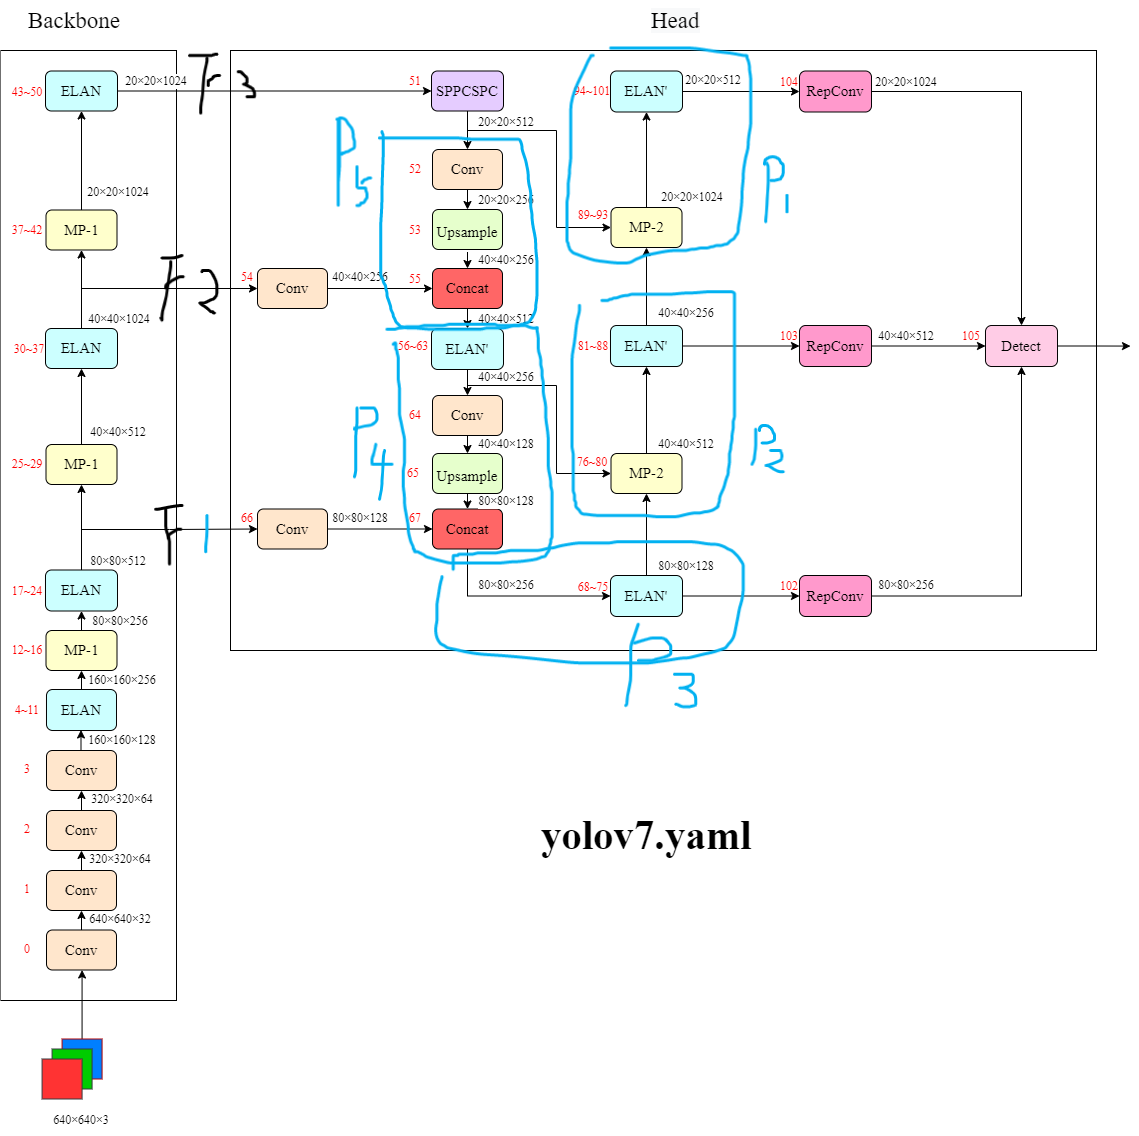 Backbone
Head
43~50
ELAN
20×20×1024
Fr 3
51
SPPCSPC
94~101
ELAN'
20×20×512
104
RepConv
20×20×1024
20×20×512
P5
52
Conv
P1
20×20×1024
20×20×256
20×20×1024
37~42
MP-1
53
Upsample
89~93
MP-2
40×40×256
Fr 2
54
Conv
40×40×256
55
Concat
40×40×1024
40×40×512
40×40×256
30~37
ELAN
56~63
ELAN'
81~88
ELAN'
103
RepConv
40×40×512
105
Detect
40×40×256
64
Conv
P4
40×40×512
40×40×128
40×40×512
P2
25~29
MP-1
65
Upsample
76~80
MP-2
80×80×128
Fr 1
66
Conv
80×80×128
67
Concat
80×80×512
80×80×128
17~24
ELAN
80×80×256
68~75
ELAN'
102
RepConv
80×80×256
80×80×256
12~16
MP-1
P3
160×160×256
4~11
ELAN
160×160×128
3
Conv
320×320×64
2
Conv
yolov7.yaml
320×320×64
1
Conv
640×640×32
0
Conv
640×640×3